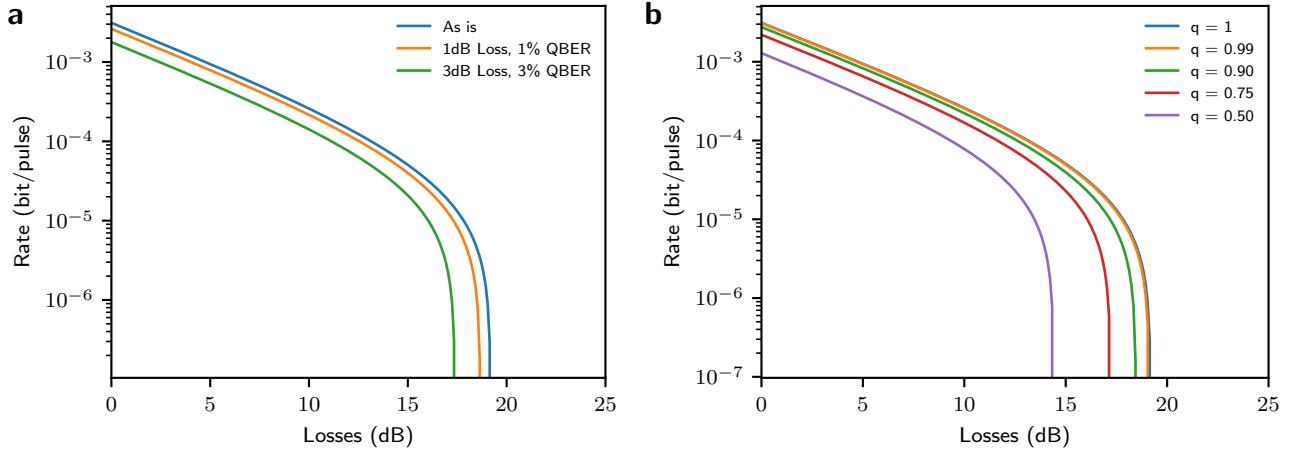 a
As is
1dB Loss, 1% QBER
3dB Loss, 3% QBER
Rate (bit/pulse)
10⁻³
10⁻⁴
10⁻⁵
10⁻⁶
0 5 10 15 20 25
Losses (dB)
b
q = 1
q = 0.99
q = 0.90
q = 0.75
q = 0.50
Rate (bit/pulse)
10⁻³
10⁻⁴
10⁻⁵
10⁻⁶
10⁻⁷
0 5 10 15 20 25
Losses (dB)